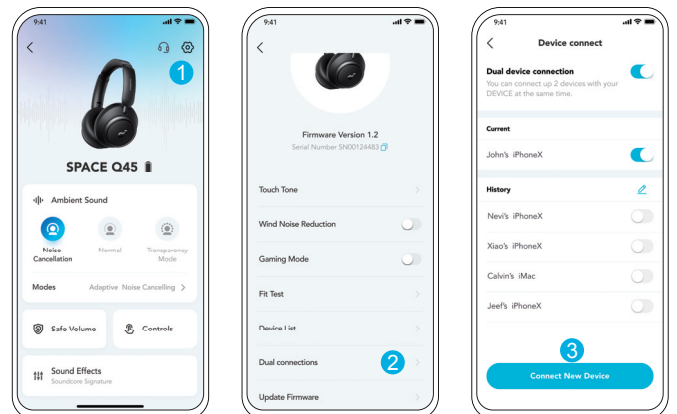 9:41
1
SPACE Q45
Ambient Sound
Noise
Cancellation
Normal
Transparency
Mode
Modes
Adaptive Noise Cancelling
Safe Volume
Controls
Sound Effects
Soundcore Signature
9:41
Firmware Version 1.2
Serial Number SN00124483
Touch Tone
Wind Noise Reduction
Gaming Mode
Fit Test
Device List
Dual connections
2
Update Firmware
9:41
Device connect
Dual device connection
You can connect up 2 devices with your
DEVICE at the same time.
Current
John's iPhoneX
History
Nevi's iPhoneX
Xiao's iPhoneX
Calvin's iMac
Jeef's iPhoneX
3
Connect New Device